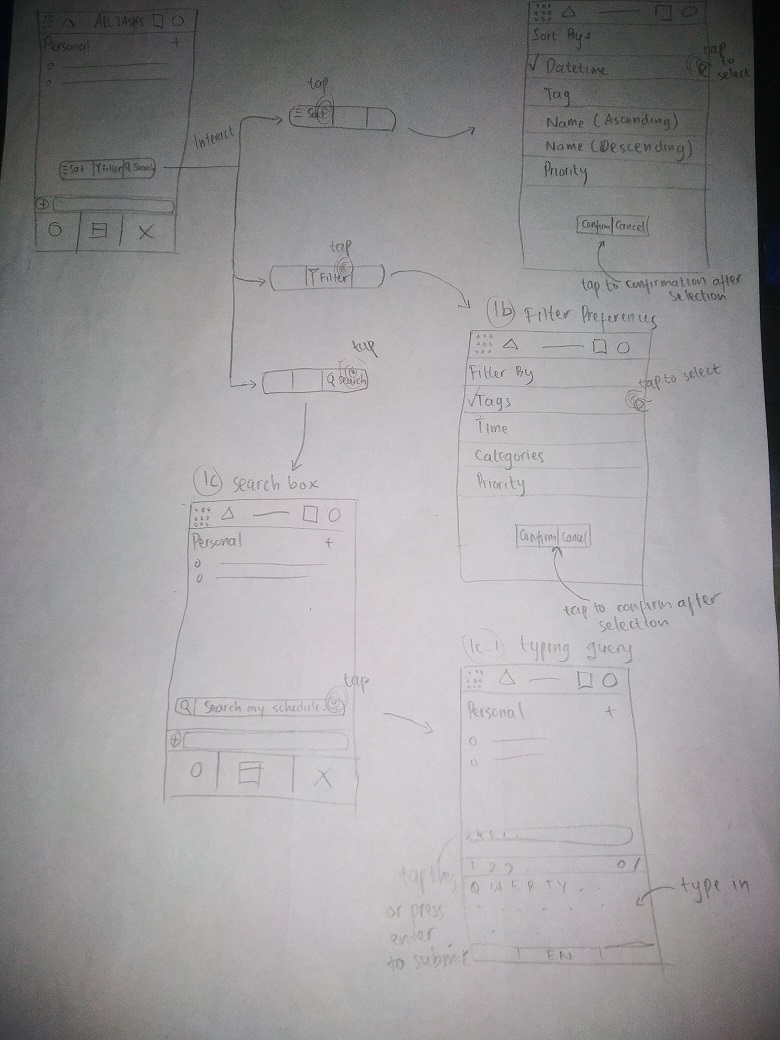 ALL TASKS
Personal +
Sort Filter Search
X
Interact
tap
Sort
Sort By:
tap to select
✓ Datetime
Tag
Name (Ascending)
Name (Descending)
Priority
Confirm Cancel
tap to confirmation after selection
tap
Filter
1b Filter Preferences
Filter By
tap to select
✓Tags
Time
Categories
Priority
Confirm Cancel
tap to confirm after
selection
tap
Search
1c search box
Personal +
tap
Search my schedule
X
1c.1 typing query
Personal +
1 2 3 0 /
Q W E R T Y
EN
type in
tap this
or press
enter
to submit